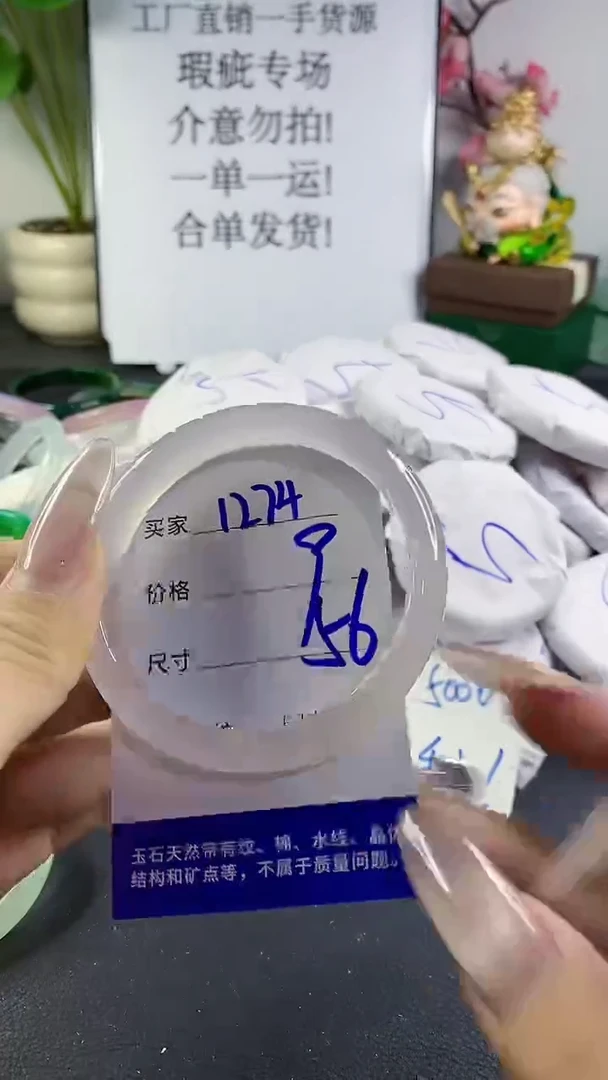 工厂直销一手货源
瑕疵专场
介意勿拍!
一单一运!
合单发货!
买家 1274
价格
尺寸 56
5000
玉石天然带有纹、棉、水线、晶体
结构和矿点等，不属于质量问题。